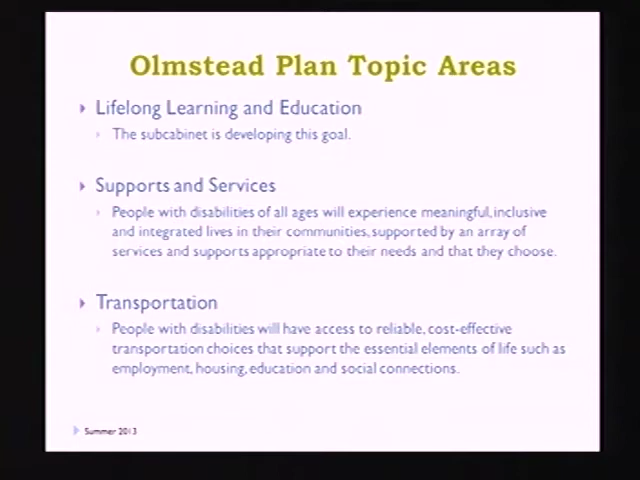 Olmstead Plan Topic Areas
Lifelong Learning and Education
The subcabinet is developing this goal.
Supports and Services
People with disabilities of all ages will experience meaningful, inclusive
and integrated lives in their communities, supported by an array of
services and supports appropriate to their needs and that they choose.
Transportation
People with disabilities will have access to reliable, cost-effective
transportation choices that support the essential elements of life such as
employment, housing, education and social connections.
Summer 2013